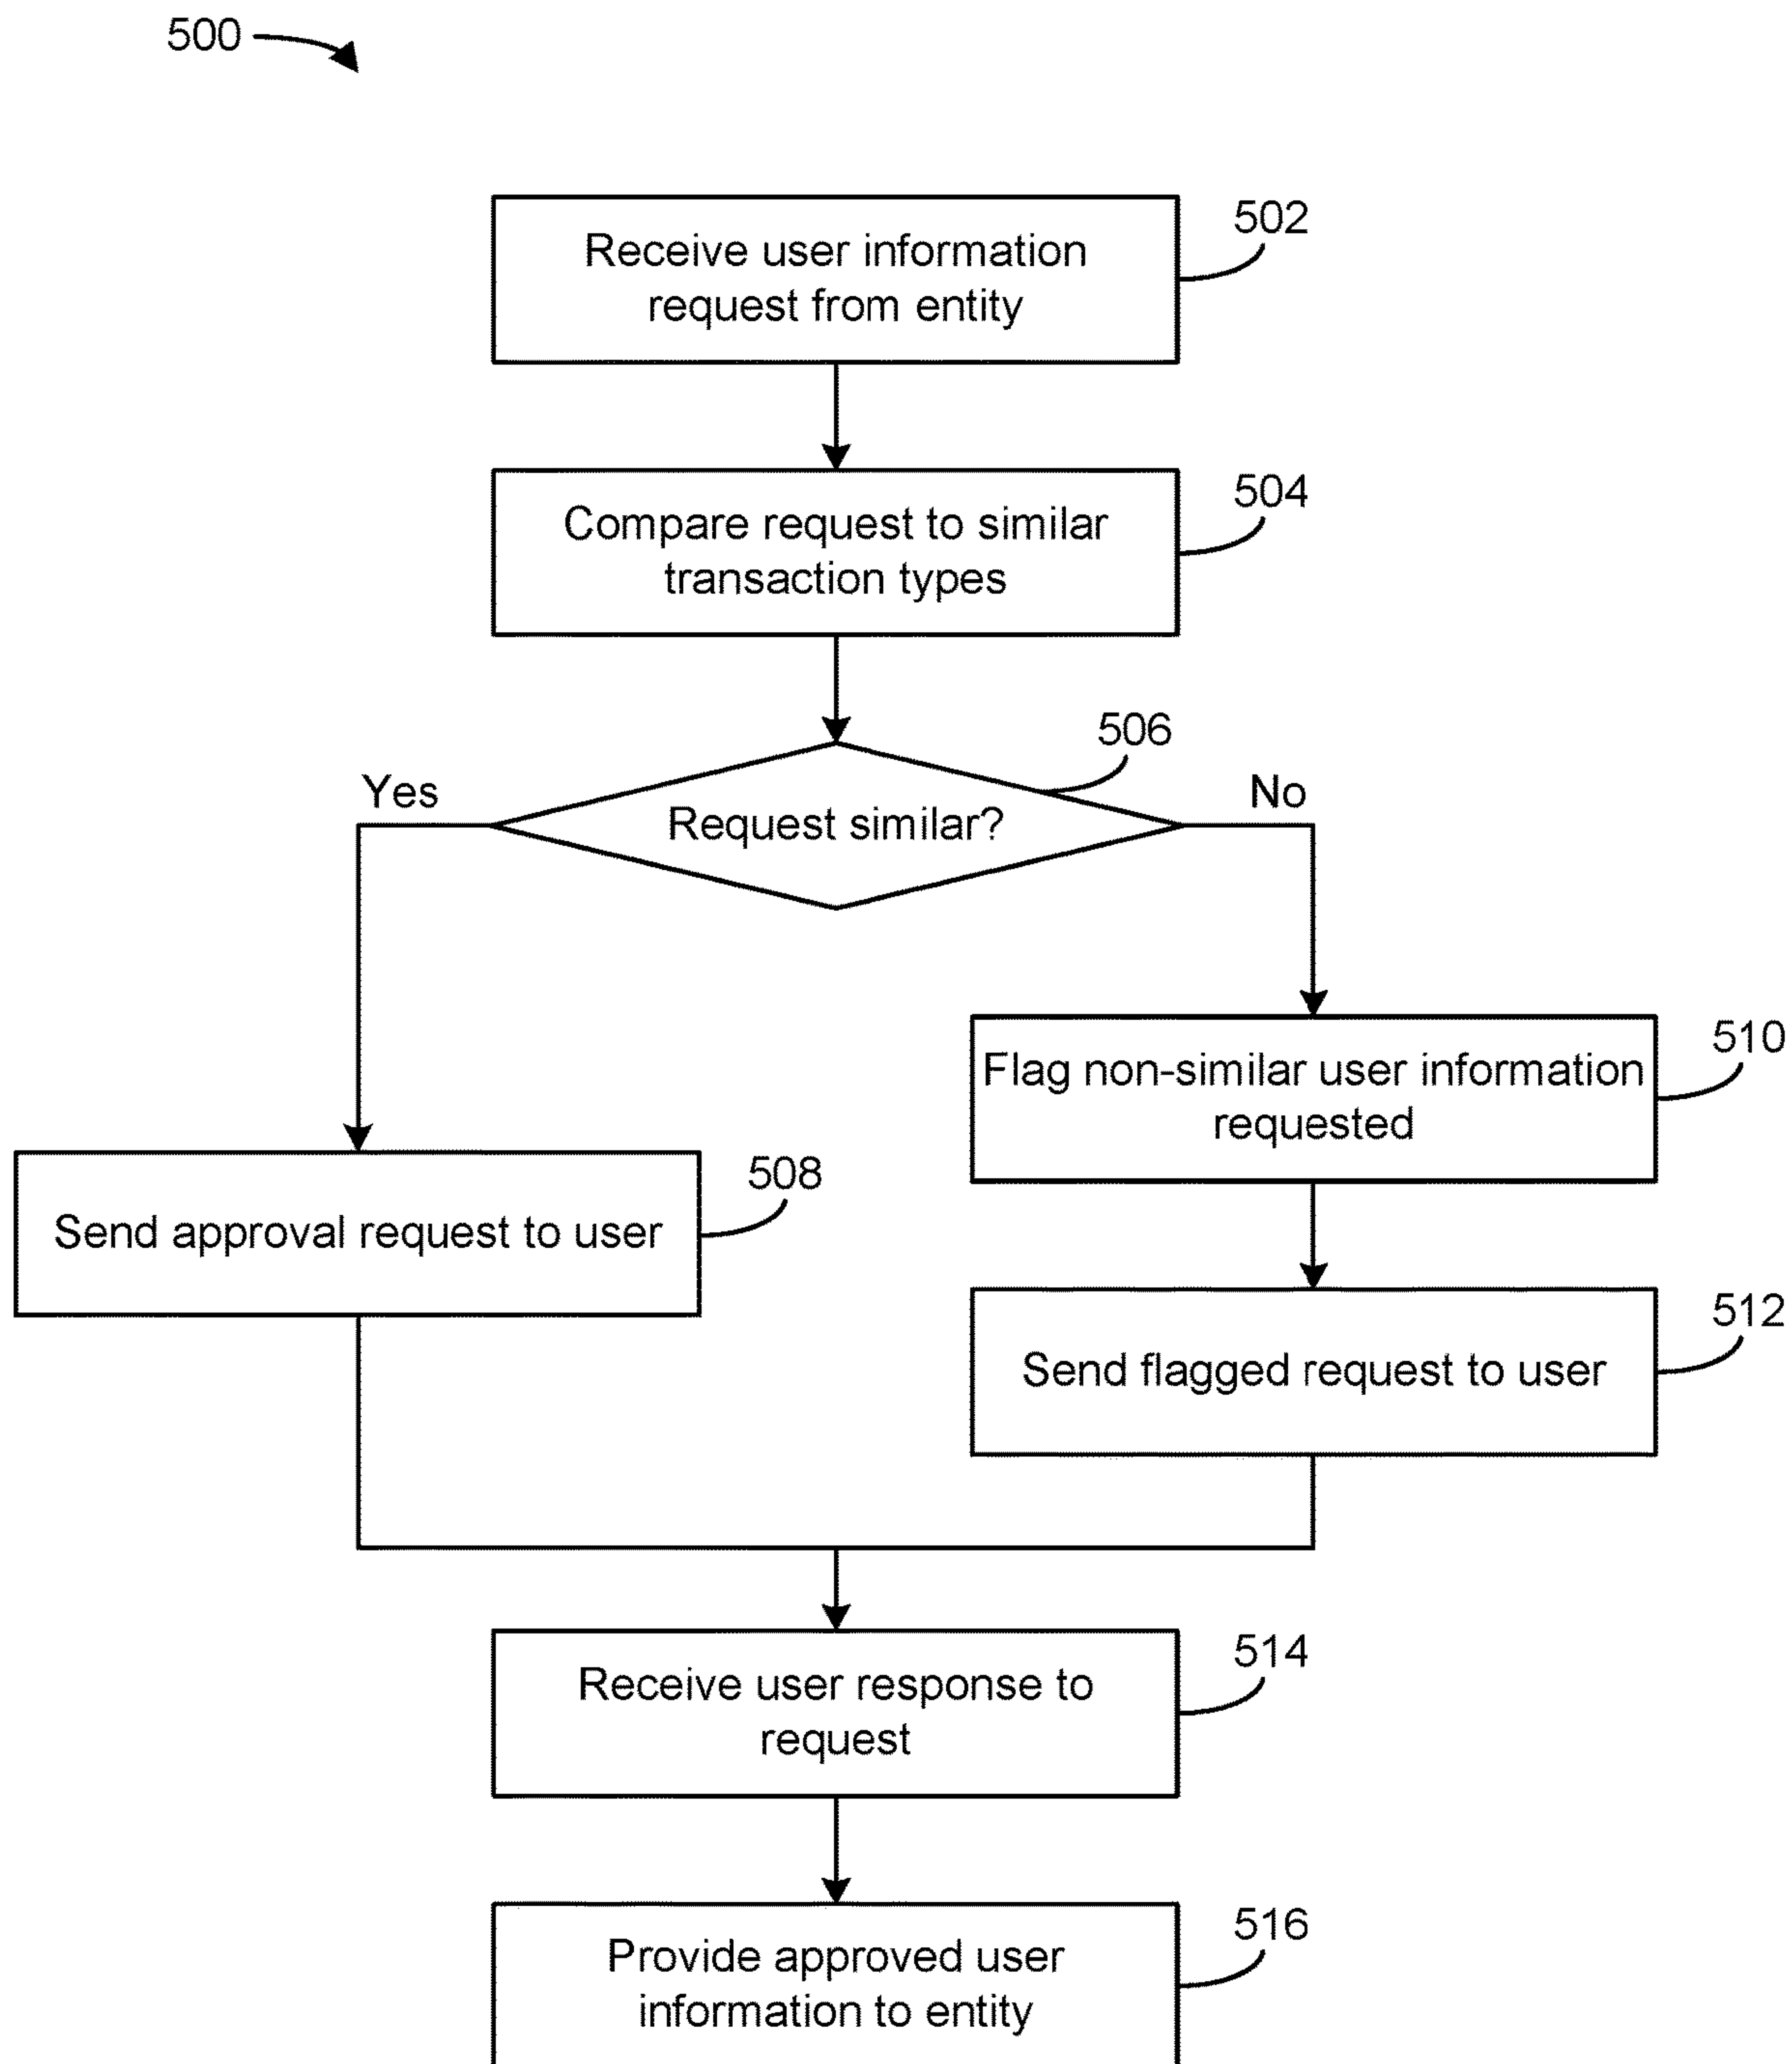 500
Receive user information
request from entity
502
Compare request to similar
transaction types
504
506
Yes
Request similar?
No
Flag non-similar user information
requested
510
Send approval request to user
508
Send flagged request to user
512
Receive user response to
request
514
Provide approved user
information to entity
516